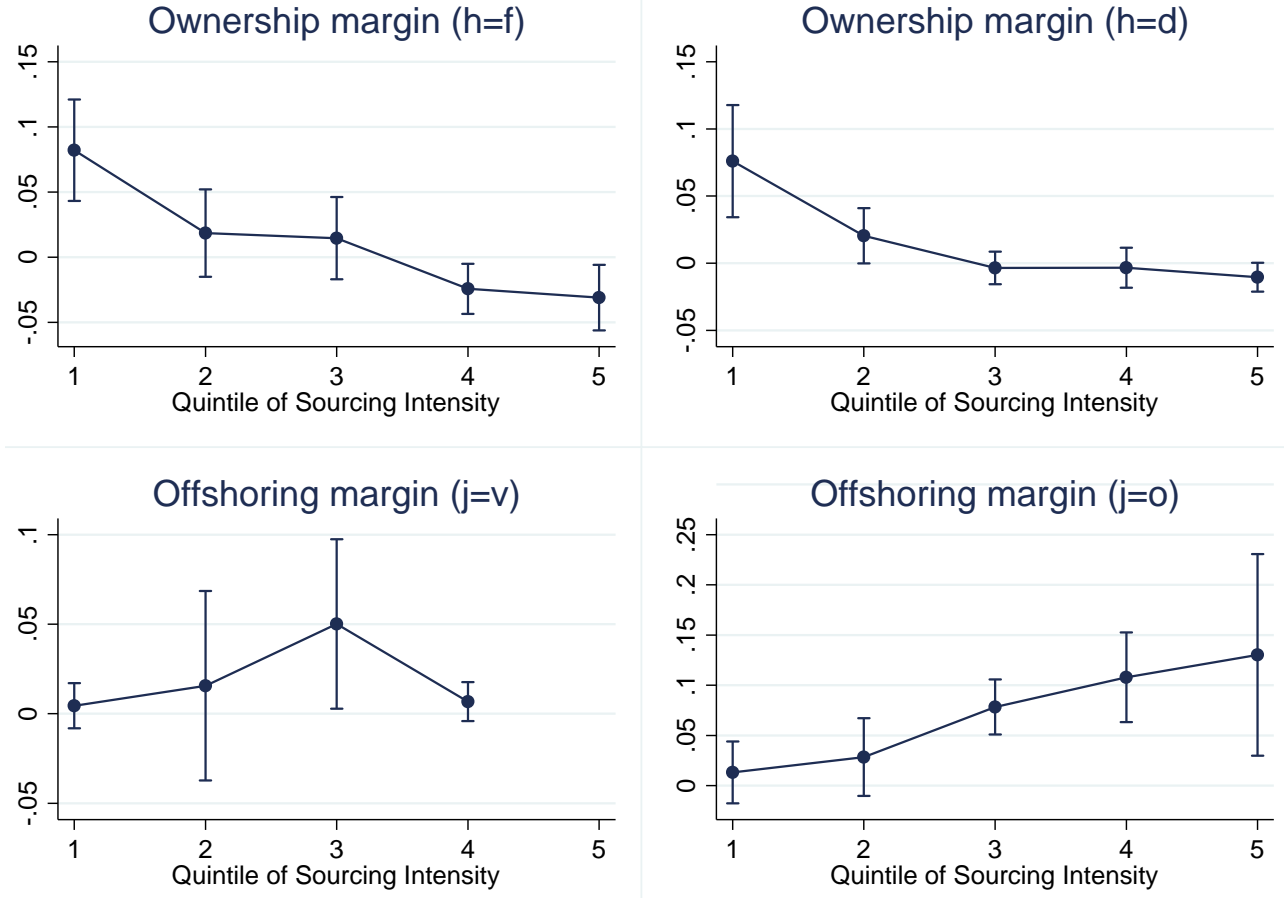 Ownership margin (h=f)
.15
.1
.05
0
-.05
1 2 3 4 5
Quintile of Sourcing Intensity
Ownership margin (h=d)
.15
.1
.05
0
-.05
1 2 3 4 5
Quintile of Sourcing Intensity
Offshoring margin (j=v)
.1
.05
0
-.05
1 2 3 4 5
Quintile of Sourcing Intensity
Offshoring margin (j=o)
.25
.2
.15
.1
.05
0
1 2 3 4 5
Quintile of Sourcing Intensity